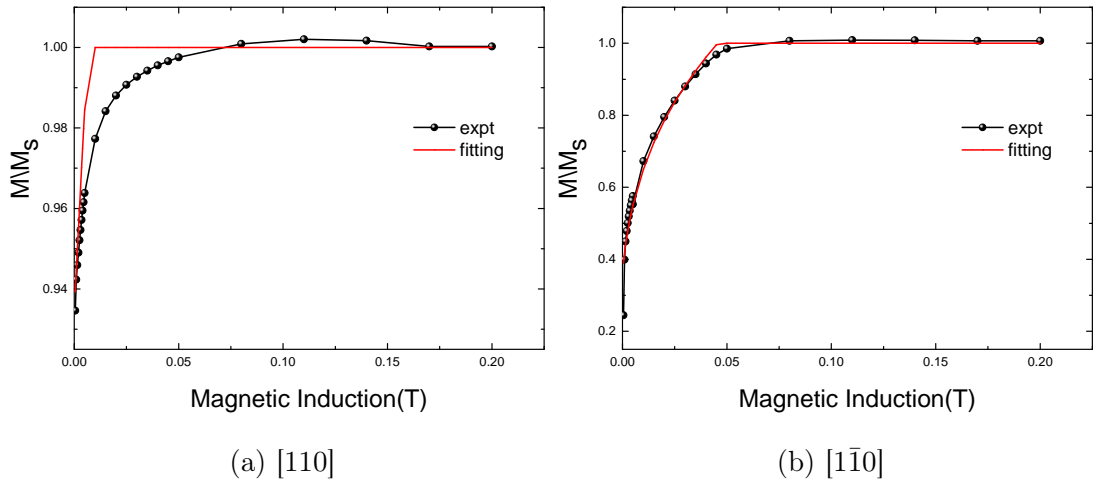 1.00
0.98
0.96
0.94
M\M_S
expt
fitting
0.00 0.05 0.10 0.15 0.20
Magnetic Induction(T)
(a) [110]
1.0
0.8
0.6
0.4
0.2
M\M_S
expt
fitting
0.00 0.05 0.10 0.15 0.20
Magnetic Induction(T)
(b) [11̄0]